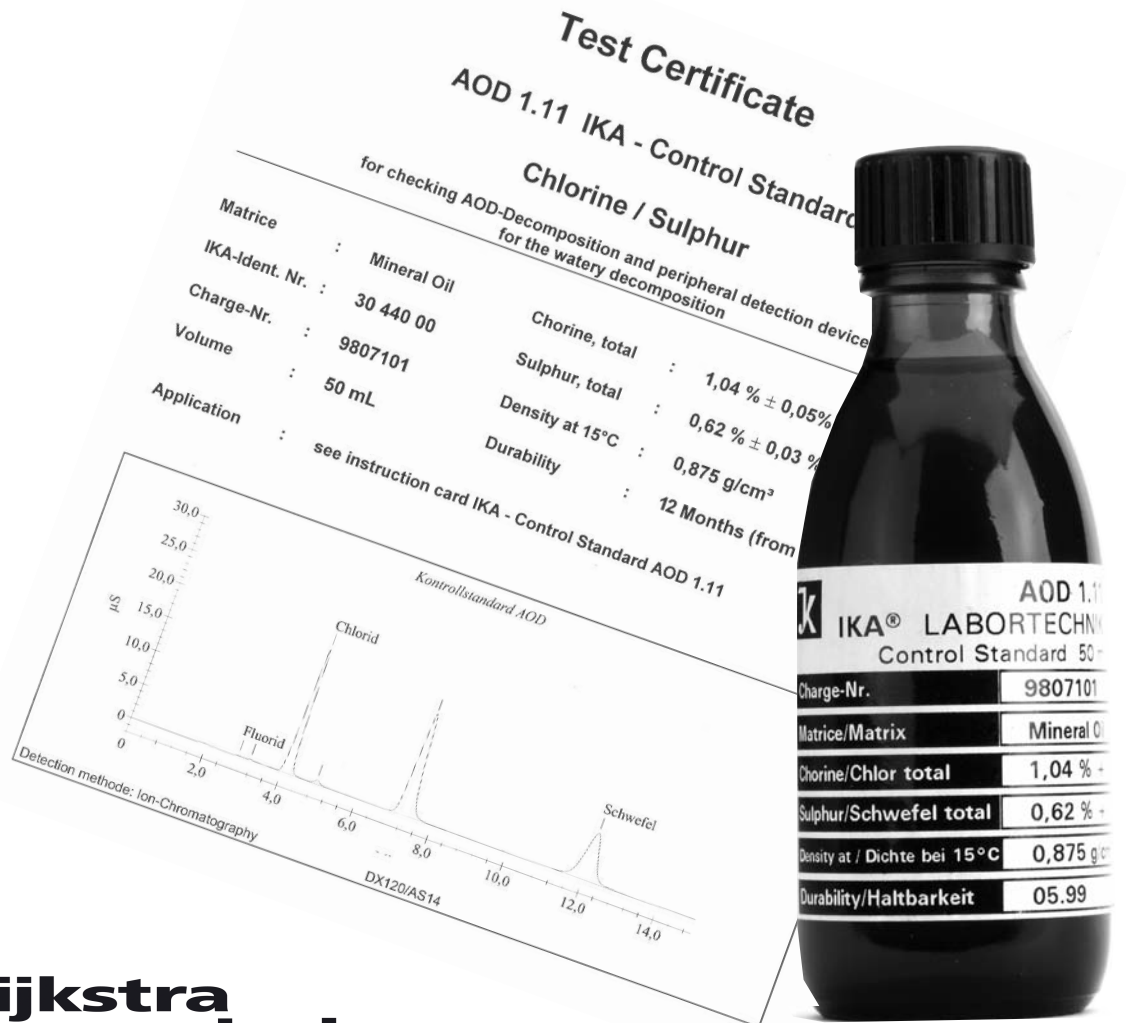 Test Certificate
AOD 1.11 IKA - Control Standard
Chlorine / Sulphur
for checking AOD-Decomposition and peripheral detection device
for the watery decomposition
Matrice : Mineral Oil
IKA-Ident. Nr. : 30 440 00
Charge-Nr. : 9807101
Volume : 50 mL
Chorine, total : 1,04 % ± 0,05%
Sulphur, total : 0,62 % ± 0,03 %
Density at 15°C : 0,875 g/cm³
Durability : 12 Months (from
Application : see instruction card IKA - Control Standard AOD 1.11
Kontrollstandard AOD
30,0
25,0
20,0
15,0
10,0
5,0
0
µS
Chlorid
Fluorid
Schwefel
0
2,0
4,0
6,0
8,0
10,0
12,0
14,0
Detection methode: Ion-Chromatography
DX120/AS14
AOD 1.11
IKA® LABORTECHNIK
Control Standard 50
Charge-Nr. 9807101
Matrice/Matrix Mineral Oil
Chorine/Chlor total 1,04 % +
Sulphur/Schwefel total 0,62 % +
Density at / Dichte bei 15°C 0,875 g/c
Durability/Haltbarkeit 05.99
ijkstra